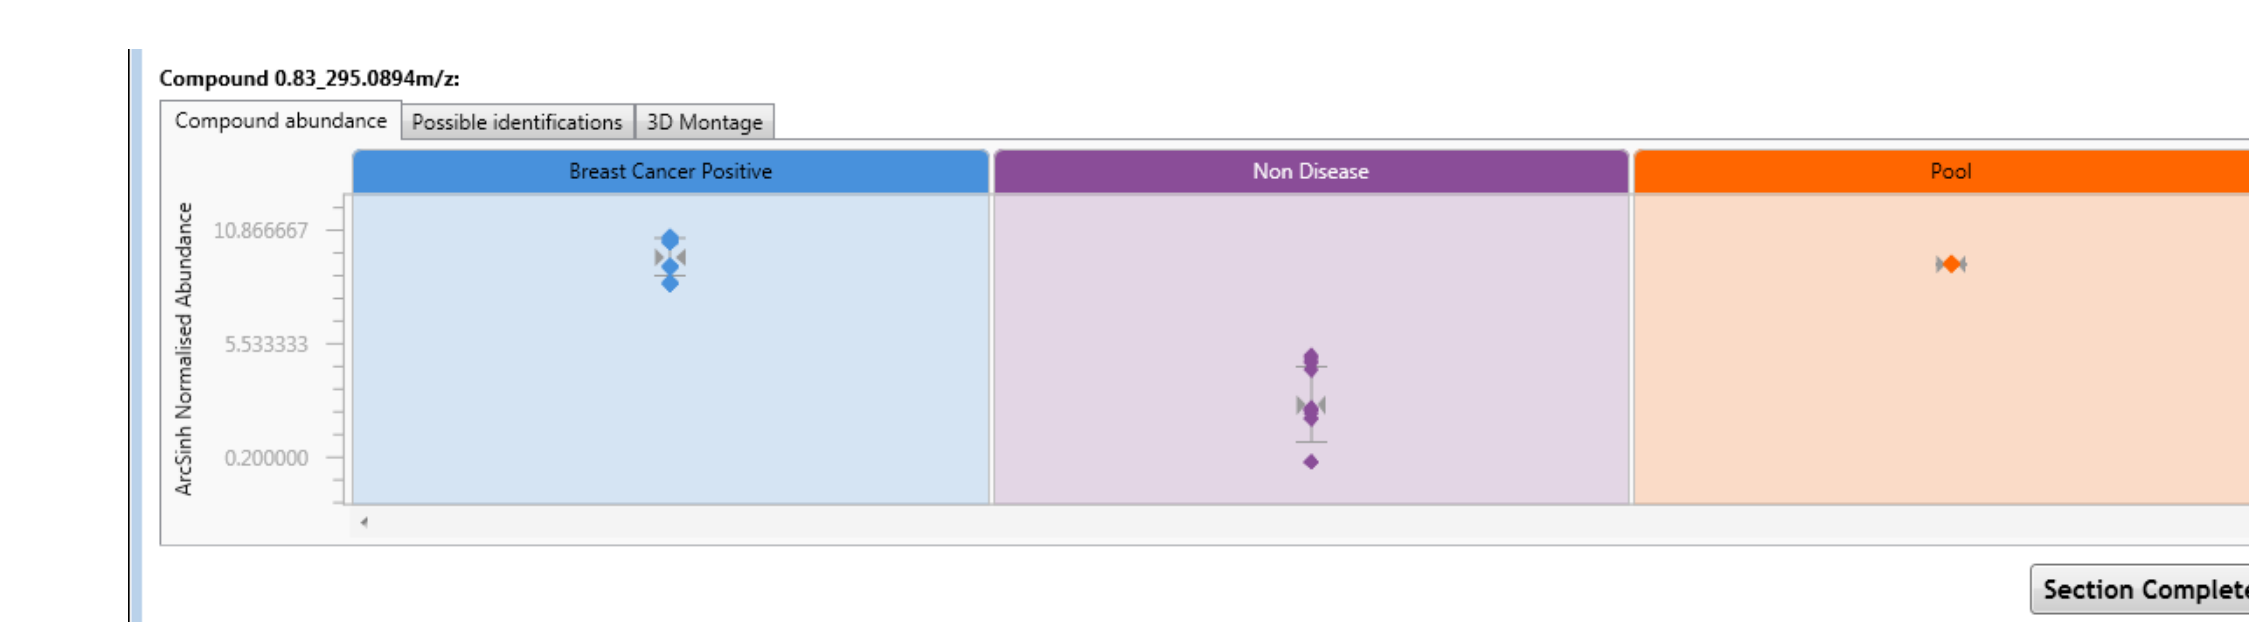 Compound 0.83_295.0894m/z:
Compound abundance Possible identifications 3D Montage
Breast Cancer Positive Non Disease Pool
ArcSinh Normalised Abundance
10.866667
5.533333
0.200000
Section Complete